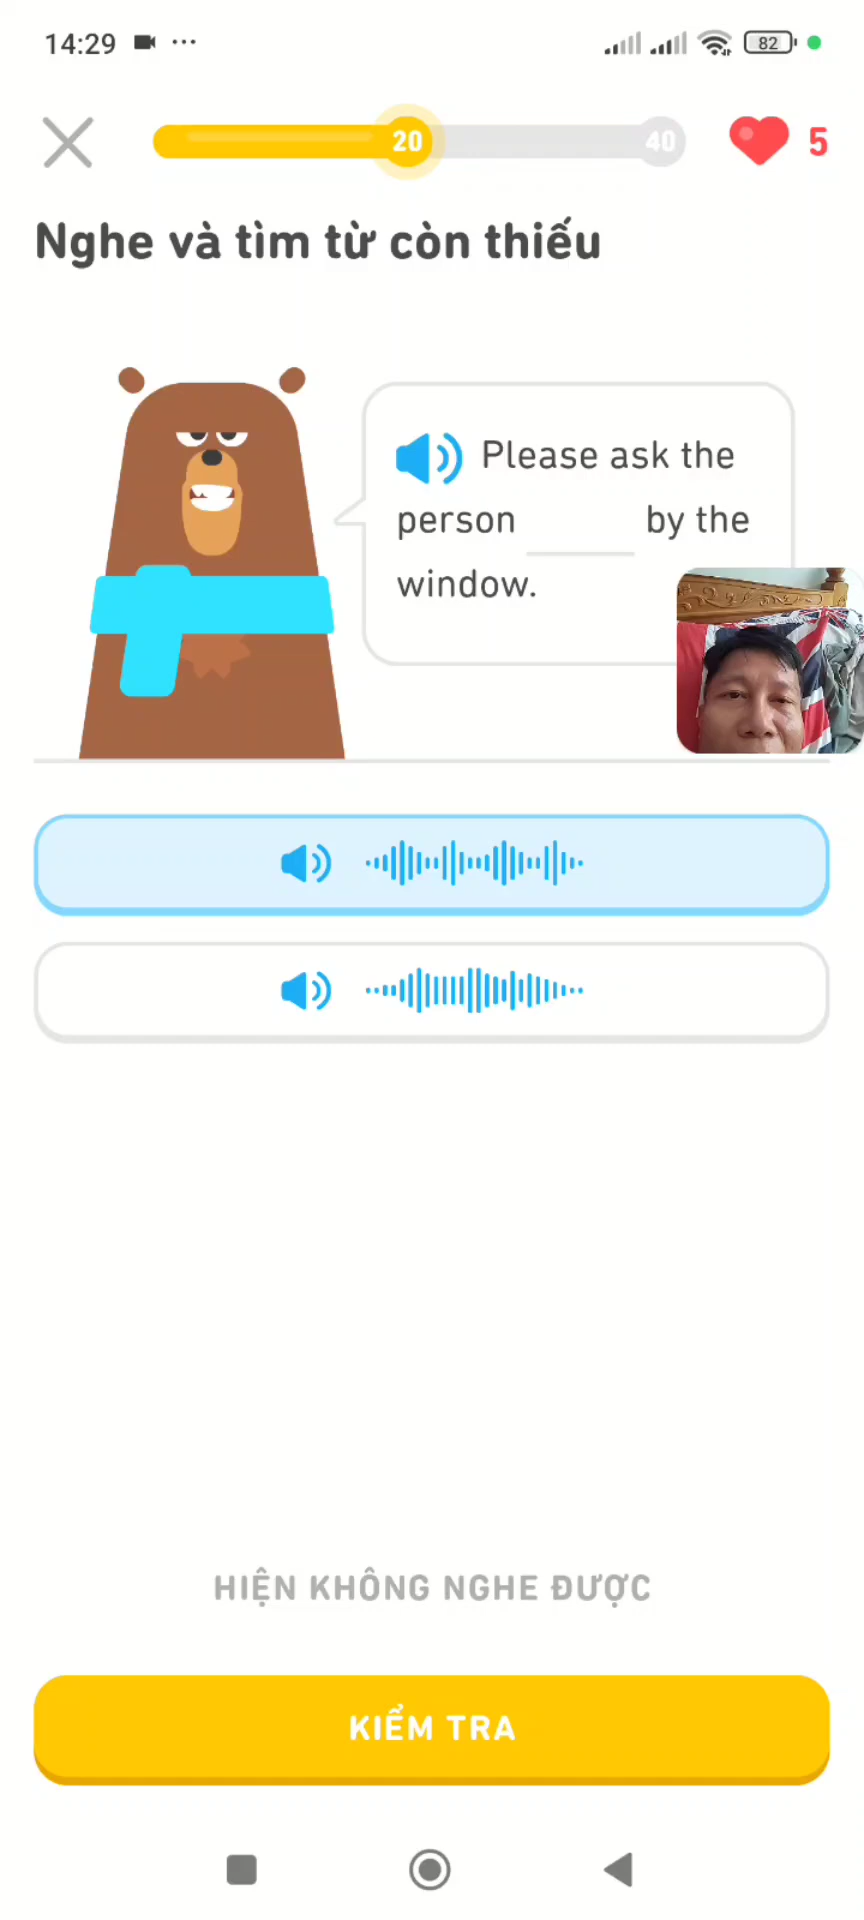 14:29
82
20
40
5
Nghe và tìm từ còn thiếu
Please ask the
person ______ by the
window.
HIỆN KHÔNG NGHE ĐƯỢC
KIỂM TRA